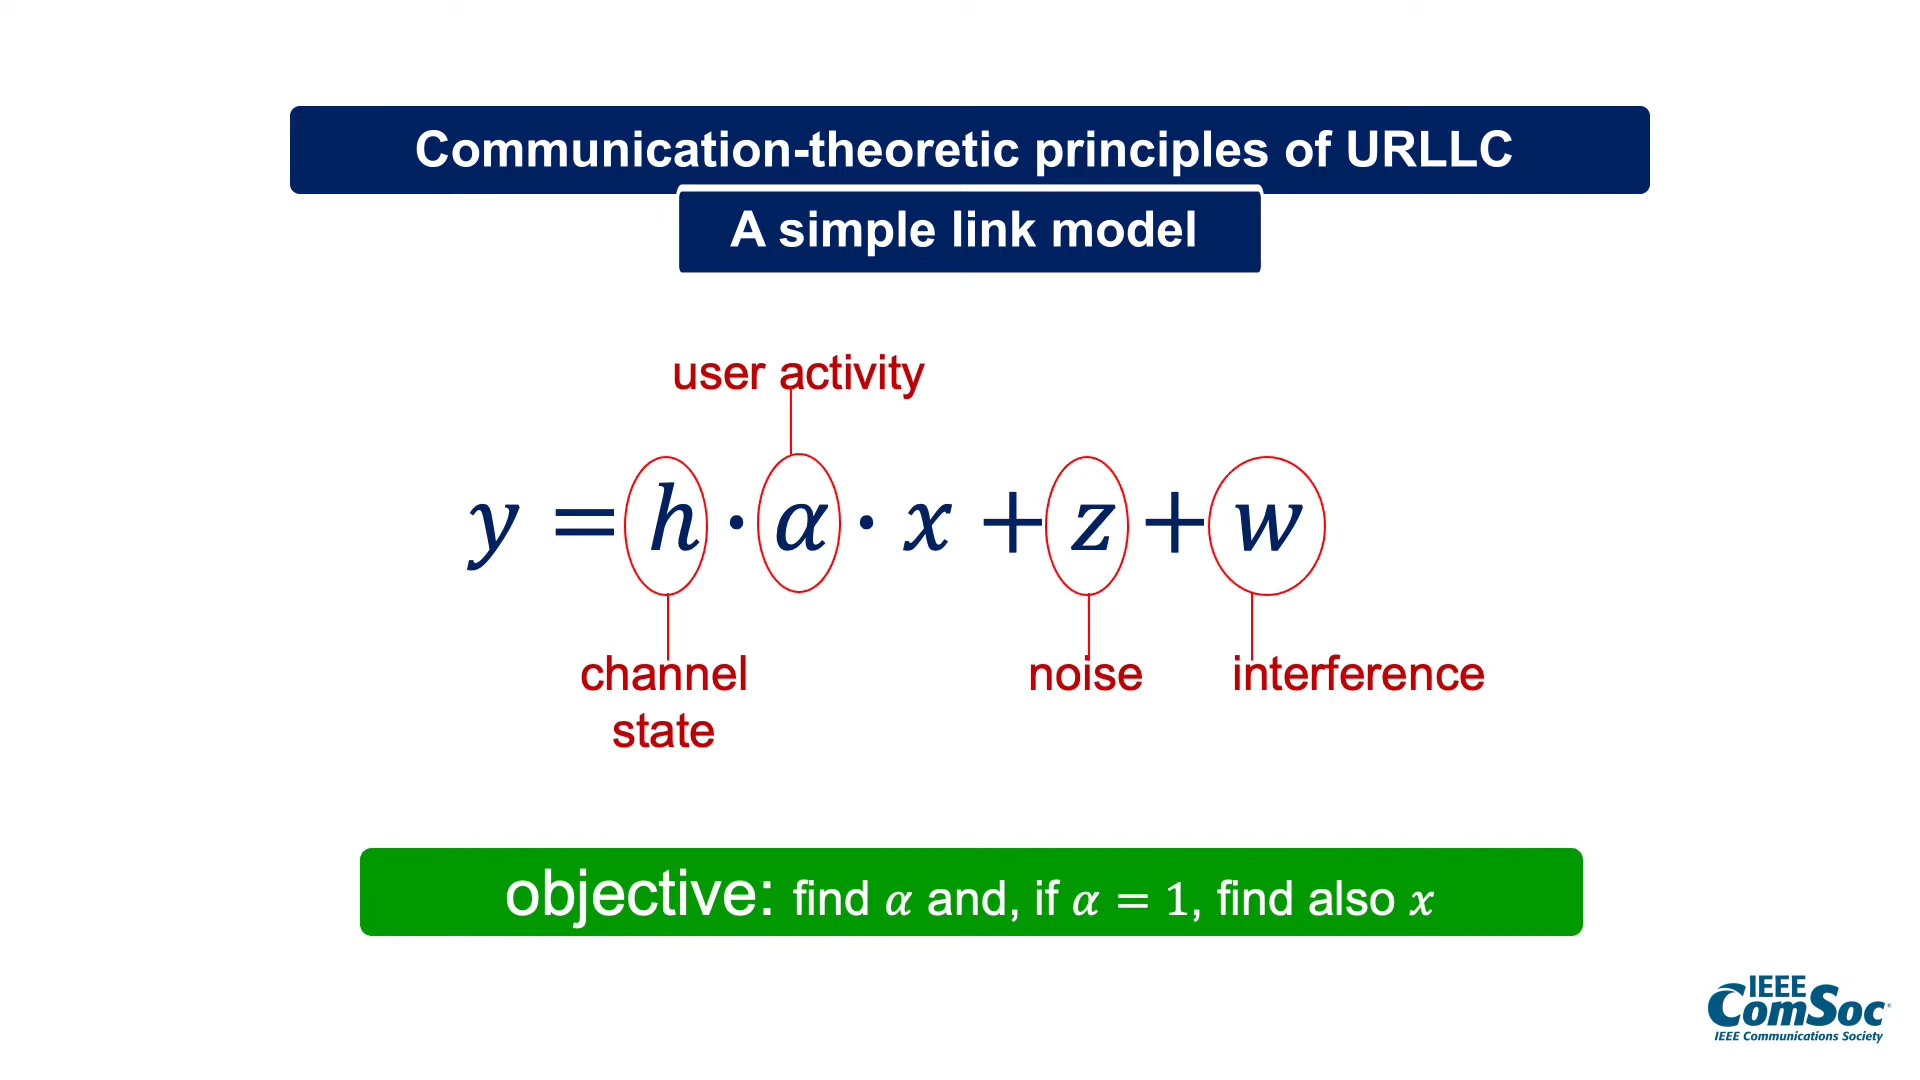 Communication-theoretic principles of URLLC
A simple link model
user activity
y = h · α · x + z + w
channel
state
noise
interference
objective: find α and, if α = 1, find also x
IEEE
ComSoc
IEEE Communications Society